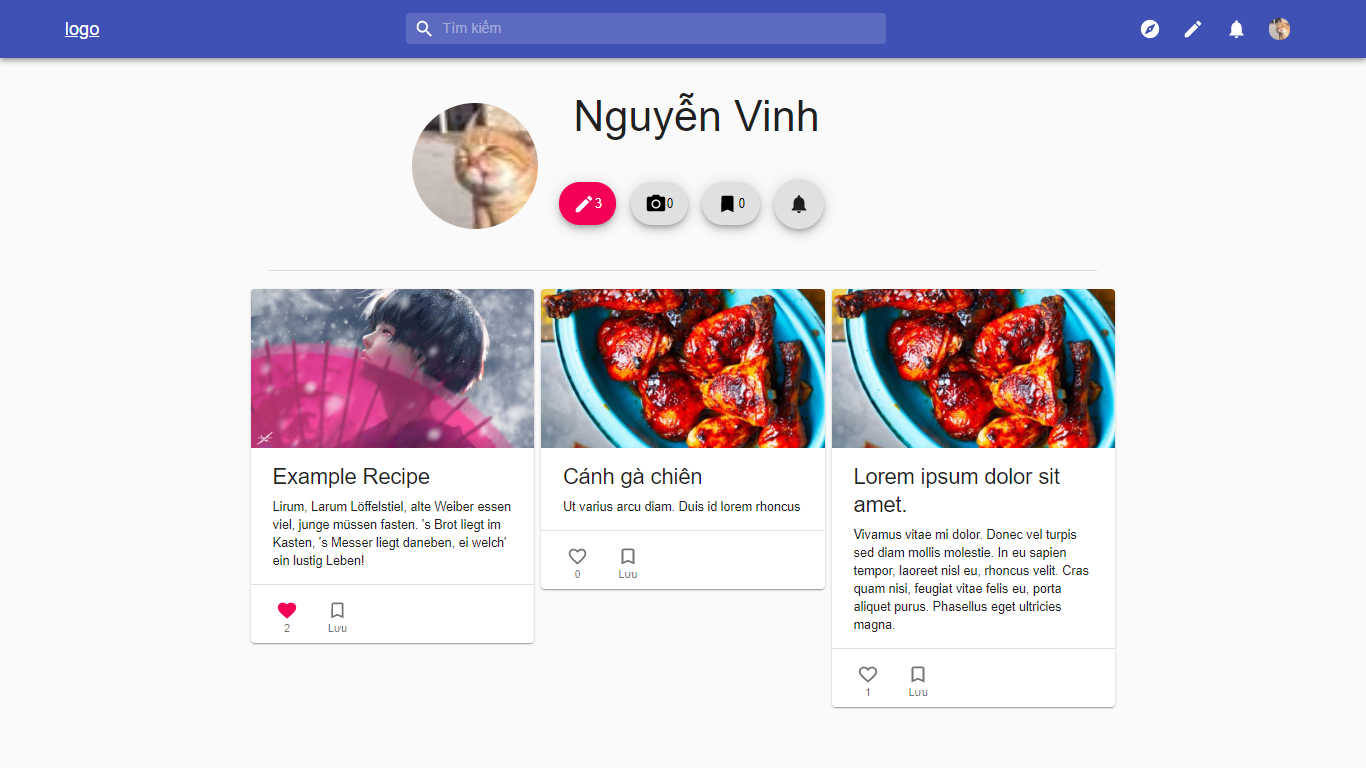 logo
Tìm kiếm
Nguyễn Vinh
3
0
0
Example Recipe
Lirum, Larum Löffelstiel, alte Weiber essen
viel, junge müssen fasten. 's Brot liegt im
Kasten, 's Messer liegt daneben, ei welch'
ein lustig Leben!
2
Lưu
Cánh gà chiên
Ut varius arcu diam. Duis id lorem rhoncus
0
Lưu
Lorem ipsum dolor sit
amet.
Vivamus vitae mi dolor. Donec vel turpis
sed diam mollis molestie. In eu sapien
tempor, laoreet nisl eu, rhoncus velit. Cras
quam nisi, feugiat vitae felis eu, porta
aliquet purus. Phasellus eget ultricies
magna.
1
Lưu